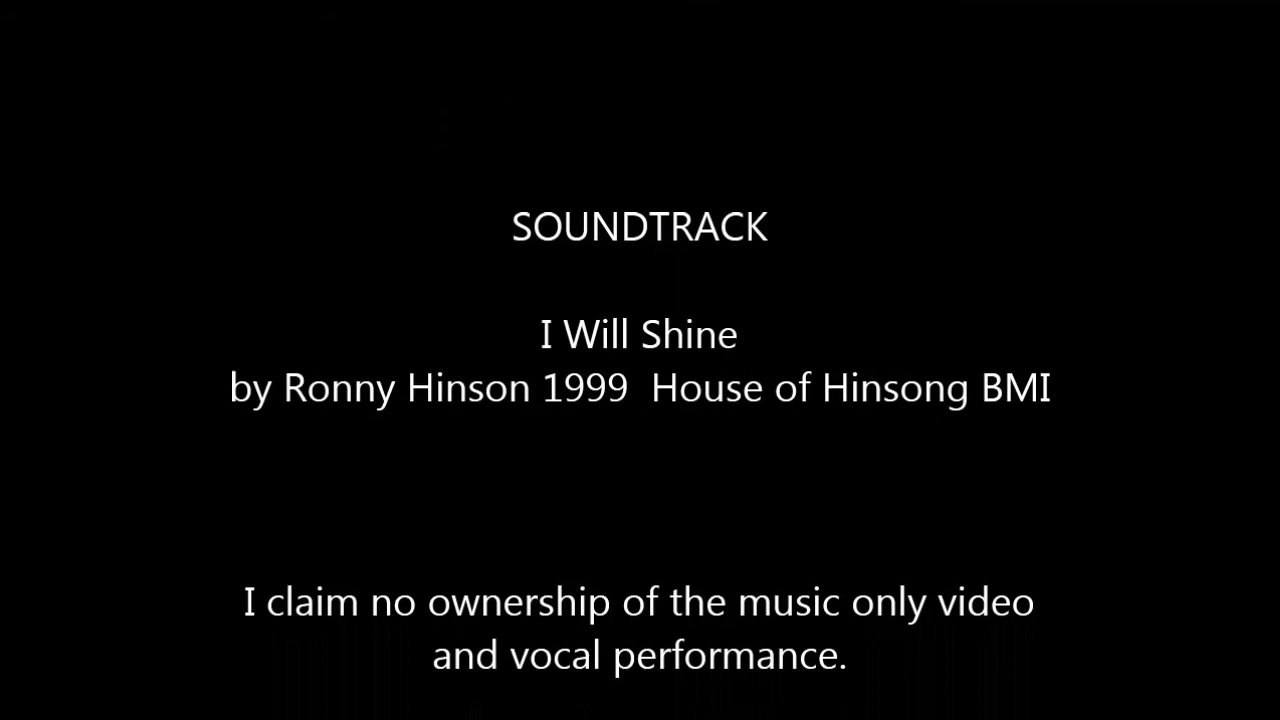 SOUNDTRACK
I Will Shine
by Ronny Hinson 1999  House of Hinsong BMI
I claim no ownership of the music only video
and vocal performance.